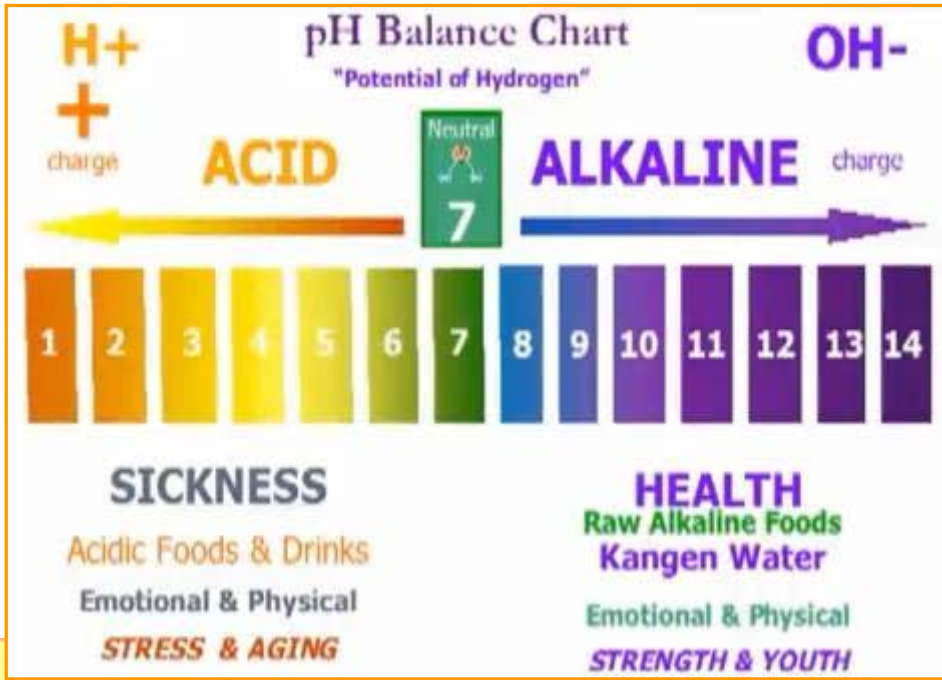 H+
pH Balance Chart
OH-
"Potential of Hydrogen"
+
charge
ACID
Neutral
7
ALKALINE
charge
1 2 3 4 5 6 7 8 9 10 11 12 13 14
SICKNESS
Acidic Foods & Drinks
Emotional & Physical
STRESS & AGING
HEALTH
Raw Alkaline Foods
Kangen Water
Emotional & Physical
STRENGTH & YOUTH